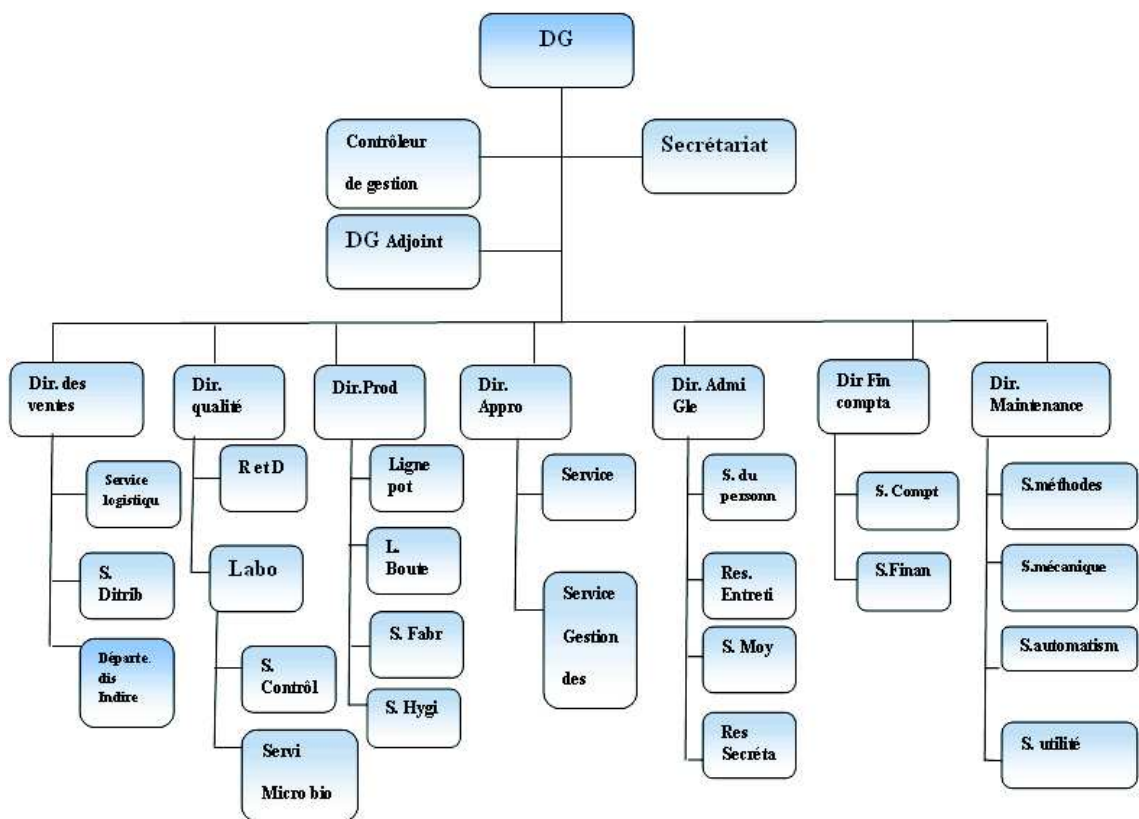 DG
Contrôleur
de gestion
Secrétariat
DG Adjoint
Dir. des
ventes
Dir.
qualité
Dir.Prod
Dir.
Appro
Dir. Admi
Gle
Dir Fin
compta
Dir.
Maintenance
Service
logistiqu
S.
Ditrib
Départe.
dis
Indire
R et D
Labo
S.
Contrôl
Servi
Micro bio
Ligne
pot
L.
Boute
S. Fabr
S. Hygi
Service
Service
Gestion
des
S. du
personn
Res.
Entreti
S. Moy
Res
Secréta
S. Compt
S.Finan
S.méthodes
S.mécanique
S.automatism
S. utilité